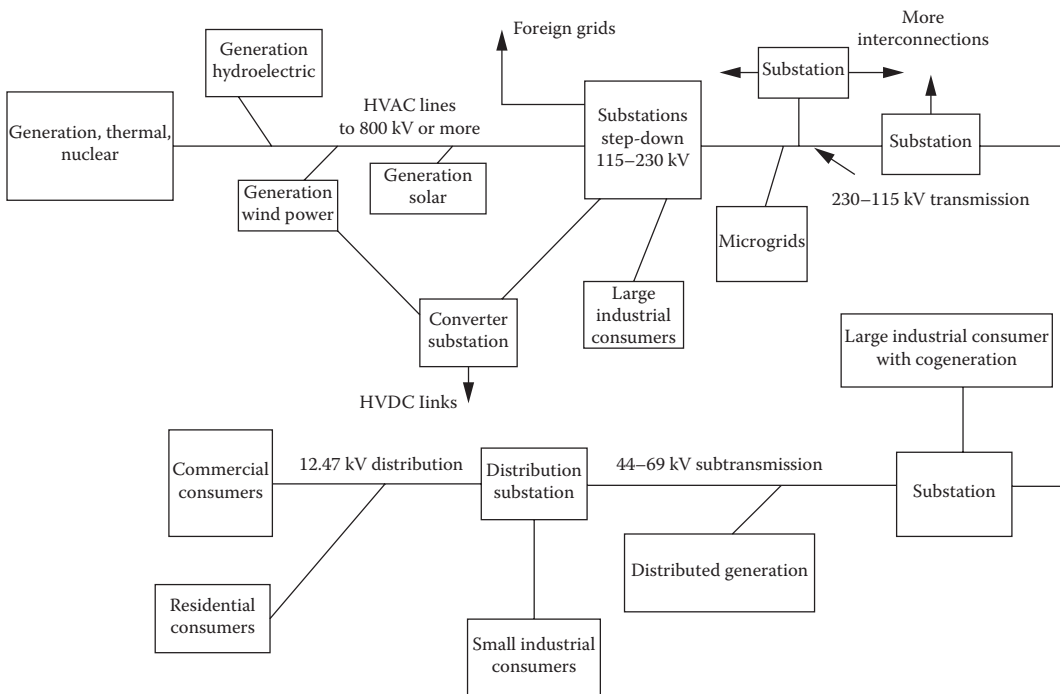 Foreign grids
More
interconnections
Generation
hydroelectric
Substation
HVAC lines
to 800 kV or more
Substations
step-down
115–230 kV
Generation, thermal,
nuclear
Substation
Generation
solar
Generation
wind power
230–115 kV transmission
Microgrids
Large
industrial
consumers
Converter
substation
Large industrial consumer
with cogeneration
HVDC Iinks
Commercial
consumers
12.47 kV distribution
Distribution
substation
44–69 kV subtransmission
Substation
Distributed generation
Residential
consumers
Small industrial
consumers